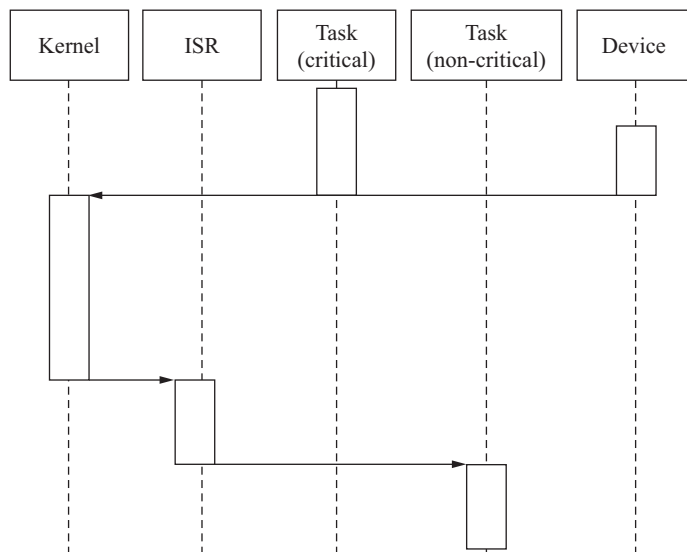 Kernel
ISR
Task
(critical)
Task
(non-critical)
Device